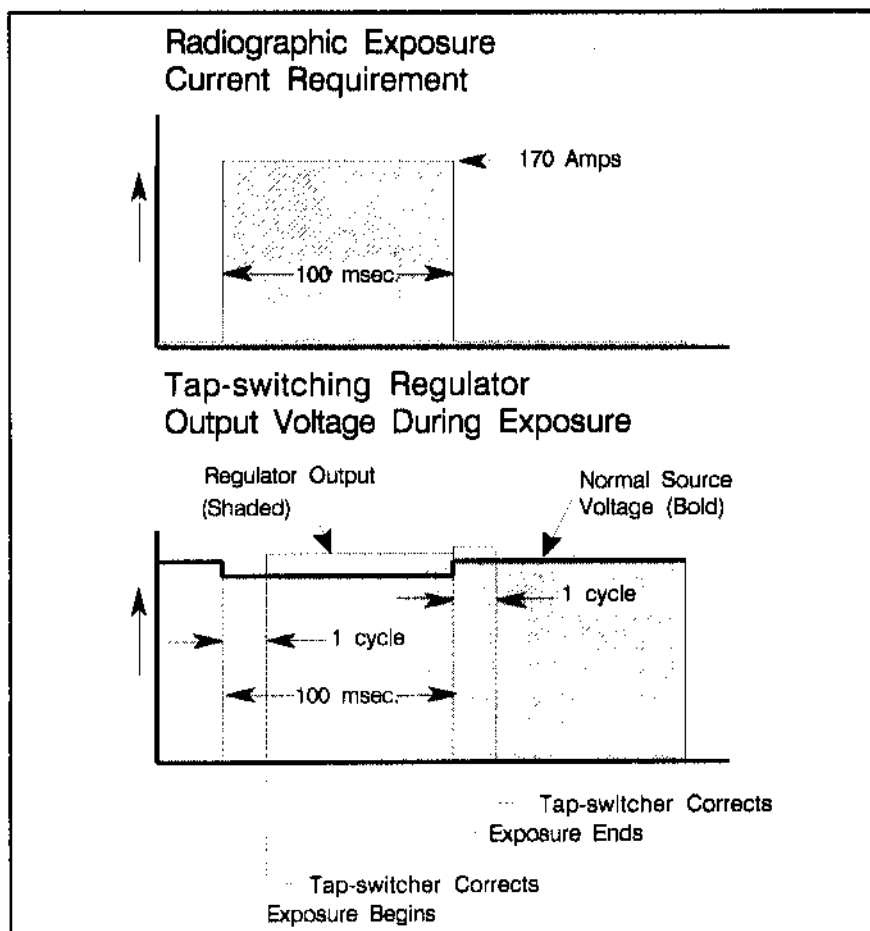 Radiographic Exposure
Current Requirement
170 Amps
100 msec.
Tap-switching Regulator
Output Voltage During Exposure
Regulator Output
(Shaded)
Normal Source
Voltage (Bold)
1 cycle
1 cycle
100 msec.
Tap-switcher Corrects
Exposure Ends
Tap-switcher Corrects
Exposure Begins